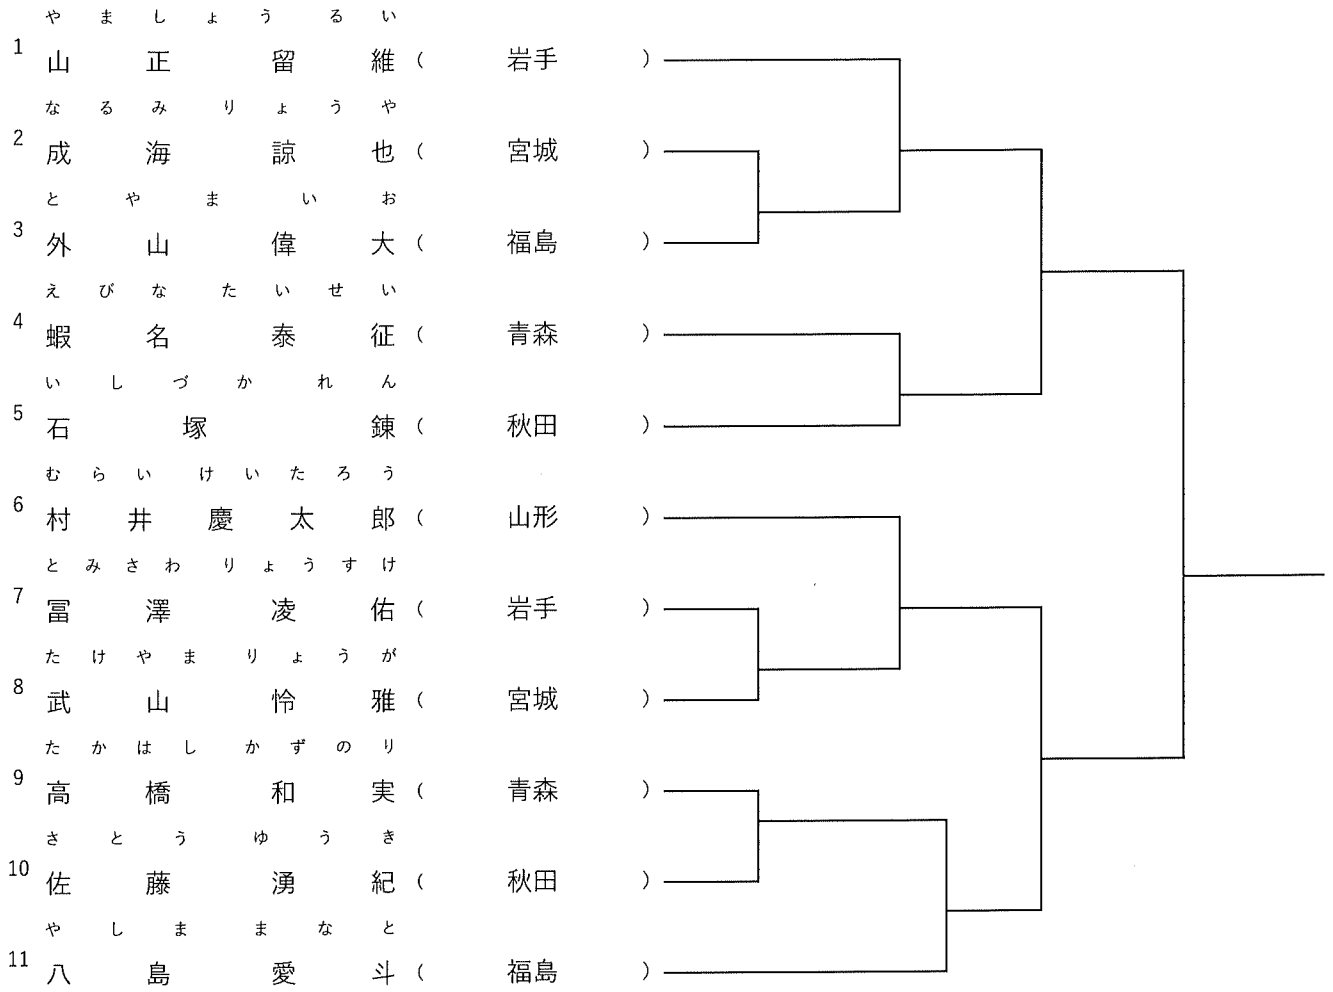 やましょう るい
1 山正 留維 ( 岩手 )
なるみ りょうや
2 成海 諒也 ( 宮城 )
とやま いお
3 外山 偉大 ( 福島 )
えびな たいせい
4 蝦名 泰征 ( 青森 )
いしづか れん
5 石塚 錬 ( 秋田 )
むらい けいたろう
6 村井 慶太郎 ( 山形 )
とみさわ りょうすけ
7 冨澤 凌佑 ( 岩手 )
たけやま りょうが
8 武山 怜雅 ( 宮城 )
たかはし かずのり
9 高橋 和実 ( 青森 )
さとう ゆうき
10 佐藤 湧紀 ( 秋田 )
やしま まなと
11 八島 愛斗 ( 福島 )